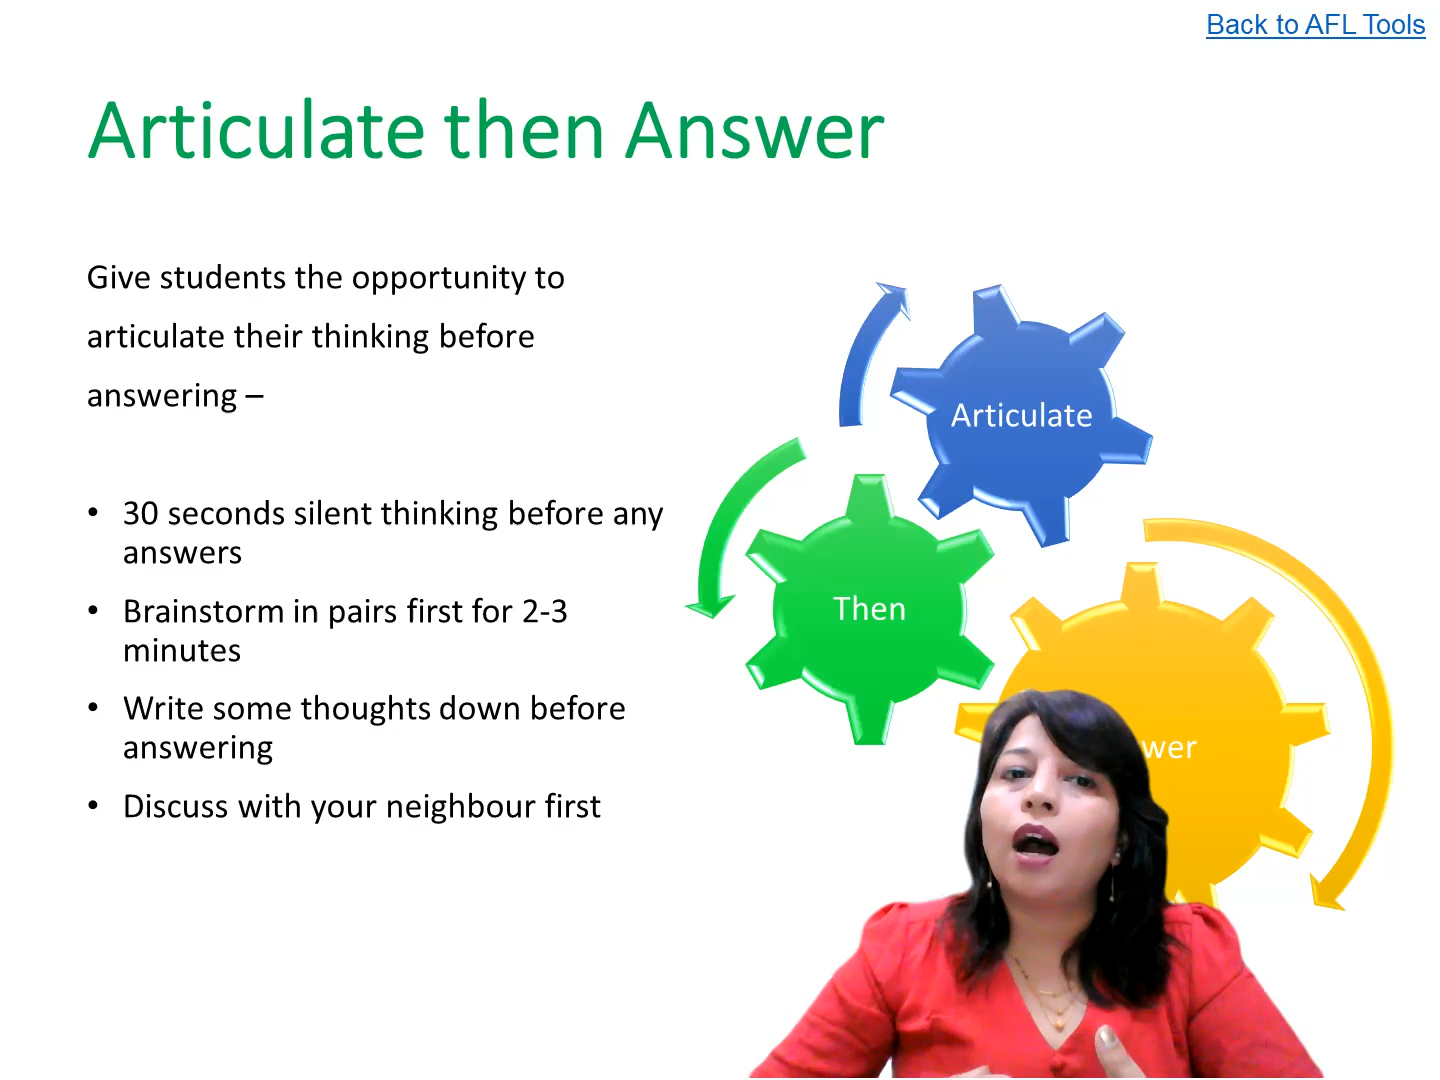 Back to AFL Tools
Articulate then Answer
Give students the opportunity to
articulate their thinking before
answering –
• 30 seconds silent thinking before any
answers
• Brainstorm in pairs first for 2-3
minutes
• Write some thoughts down before
answering
• Discuss with your neighbour first
Articulate
Then